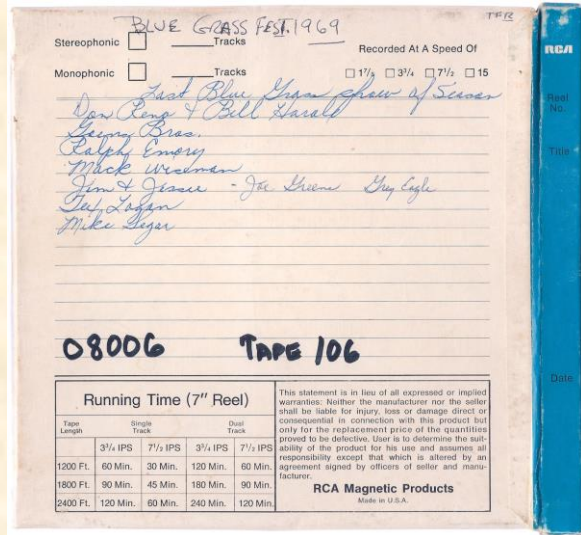 BLUE GRASS FEST. 1969
TFR
Stereophonic Tracks
Recorded At A Speed Of
Monophonic Tracks
1⅞ 3¾ 7½ 15
Last Blue Grass Show of Season
Don Reno & Bill Harald
Goins Bros.
Ralph Emory
Mack Wiseman
Jim & Jessie - Joe Greene Grey Eagle
Tex Logan
Mike Segar
08006 TAPE 106
Running Time (7" Reel)
Tape Length Single Track Dual Track
3¾ IPS 7½ IPS 3¾ IPS 7½ IPS
1200 Ft. 60 Min. 30 Min. 120 Min. 60 Min.
1800 Ft. 90 Min. 45 Min. 180 Min. 90 Min.
2400 Ft. 120 Min. 60 Min. 240 Min. 120 Min.
This statement is in lieu of all expressed or implied
warranties: Neither the manufacturer nor the seller
shall be liable for injury, loss or damage direct or
consequential in connection with this product but
only for the replacement price of the quantities
proved to be defective. User is to determine the suit-
ability of the product for his use and assumes all
responsibility except that which is altered by an
agreement signed by officers of seller and manu-
facturer.
RCA Magnetic Products
Made in U.S.A.
RCA
Reel
No.
Title
Date